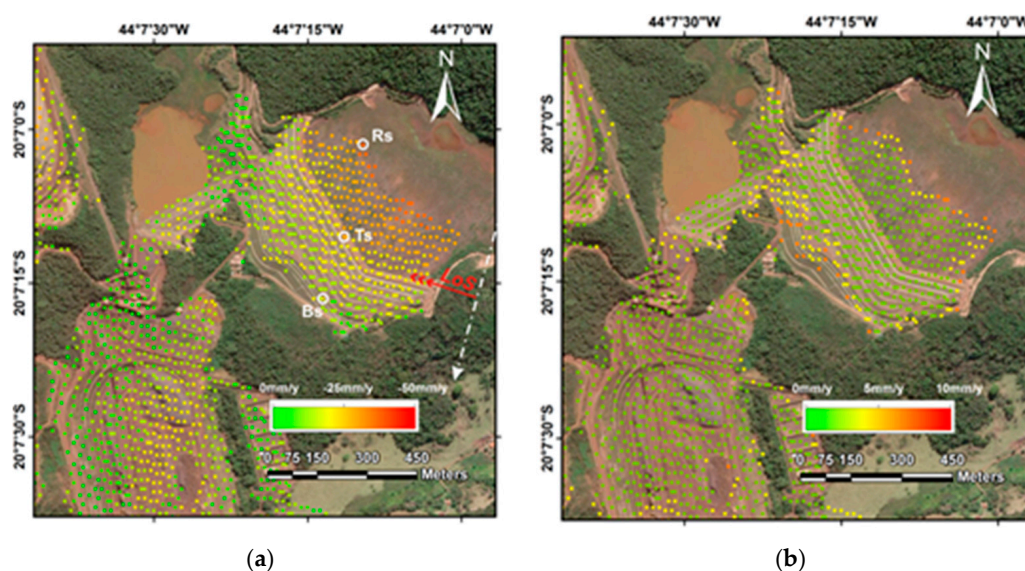 44°7'30"W 44°7'15"W 44°7'0"W
N
20°7'0"S
20°7'15"S
20°7'30"S
Rs
Ts
Bs
LoS
0mm/y -25mm/y -50mm/y
0 75 150 300 450
Meters
(a)
44°7'30"W 44°7'15"W 44°7'0"W
N
20°7'0"S
20°7'15"S
20°7'30"S
0mm/y 5mm/y 10mm/y
0 75 150 300 450
Meters
(b)